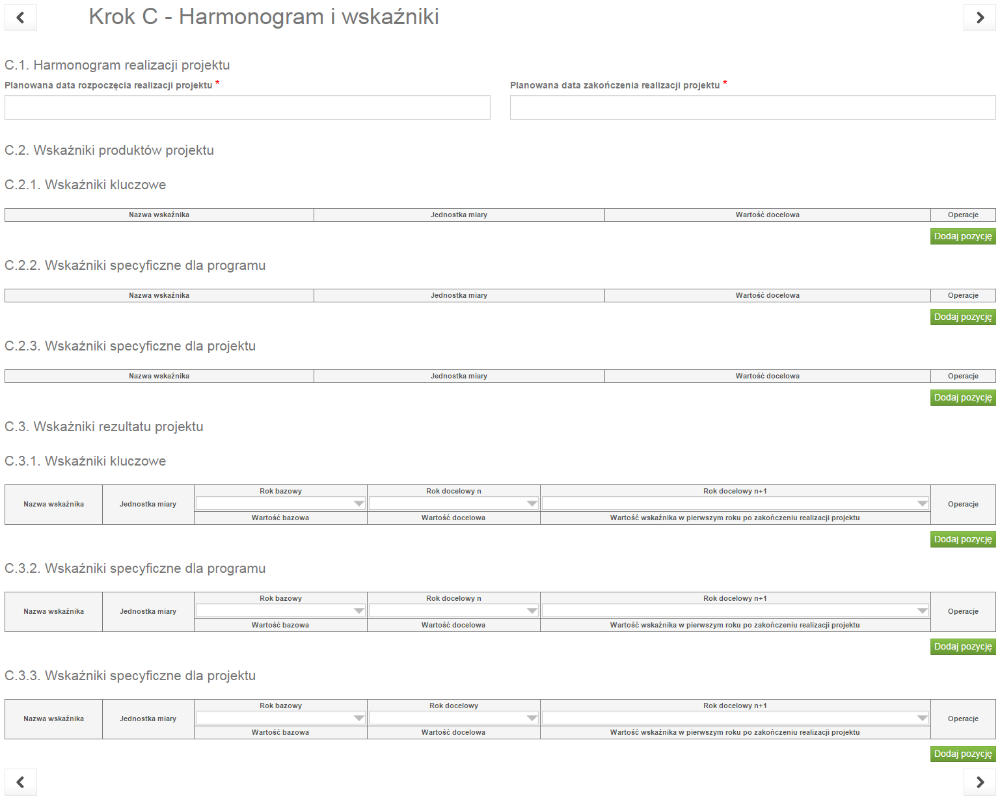 Krok C - Harmonogram i wskaźniki
C.1. Harmonogram realizacji projektu
Planowana data rozpoczęcia realizacji projektu *
Planowana data zakończenia realizacji projektu *
C.2. Wskaźniki produktów projektu
C.2.1. Wskaźniki kluczowe
Nazwa wskaźnika Jednostka miary Wartość docelowa Operacje
Dodaj pozycję
C.2.2. Wskaźniki specyficzne dla programu
Nazwa wskaźnika Jednostka miary Wartość docelowa Operacje
Dodaj pozycję
C.2.3. Wskaźniki specyficzne dla projektu
Nazwa wskaźnika Jednostka miary Wartość docelowa Operacje
Dodaj pozycję
C.3. Wskaźniki rezultatu projektu
C.3.1. Wskaźniki kluczowe
Rok bazowy Rok docelowy n Rok docelowy n+1
Nazwa wskaźnika Jednostka miary Operacje
Wartość bazowa Wartość docelowa Wartość wskaźnika w pierwszym roku po zakończeniu realizacji projektu
Dodaj pozycję
C.3.2. Wskaźniki specyficzne dla programu
Rok bazowy Rok docelowy n Rok docelowy n+1
Nazwa wskaźnika Jednostka miary Operacje
Wartość bazowa Wartość docelowa Wartość wskaźnika w pierwszym roku po zakończeniu realizacji projektu
Dodaj pozycję
C.3.3. Wskaźniki specyficzne dla projektu
Rok bazowy Rok docelowy Rok docelowy n+1
Nazwa wskaźnika Jednostka miary Operacje
Wartość bazowa Wartość docelowa Wartość wskaźnika w pierwszym roku po zakończeniu realizacji projektu
Dodaj pozycję